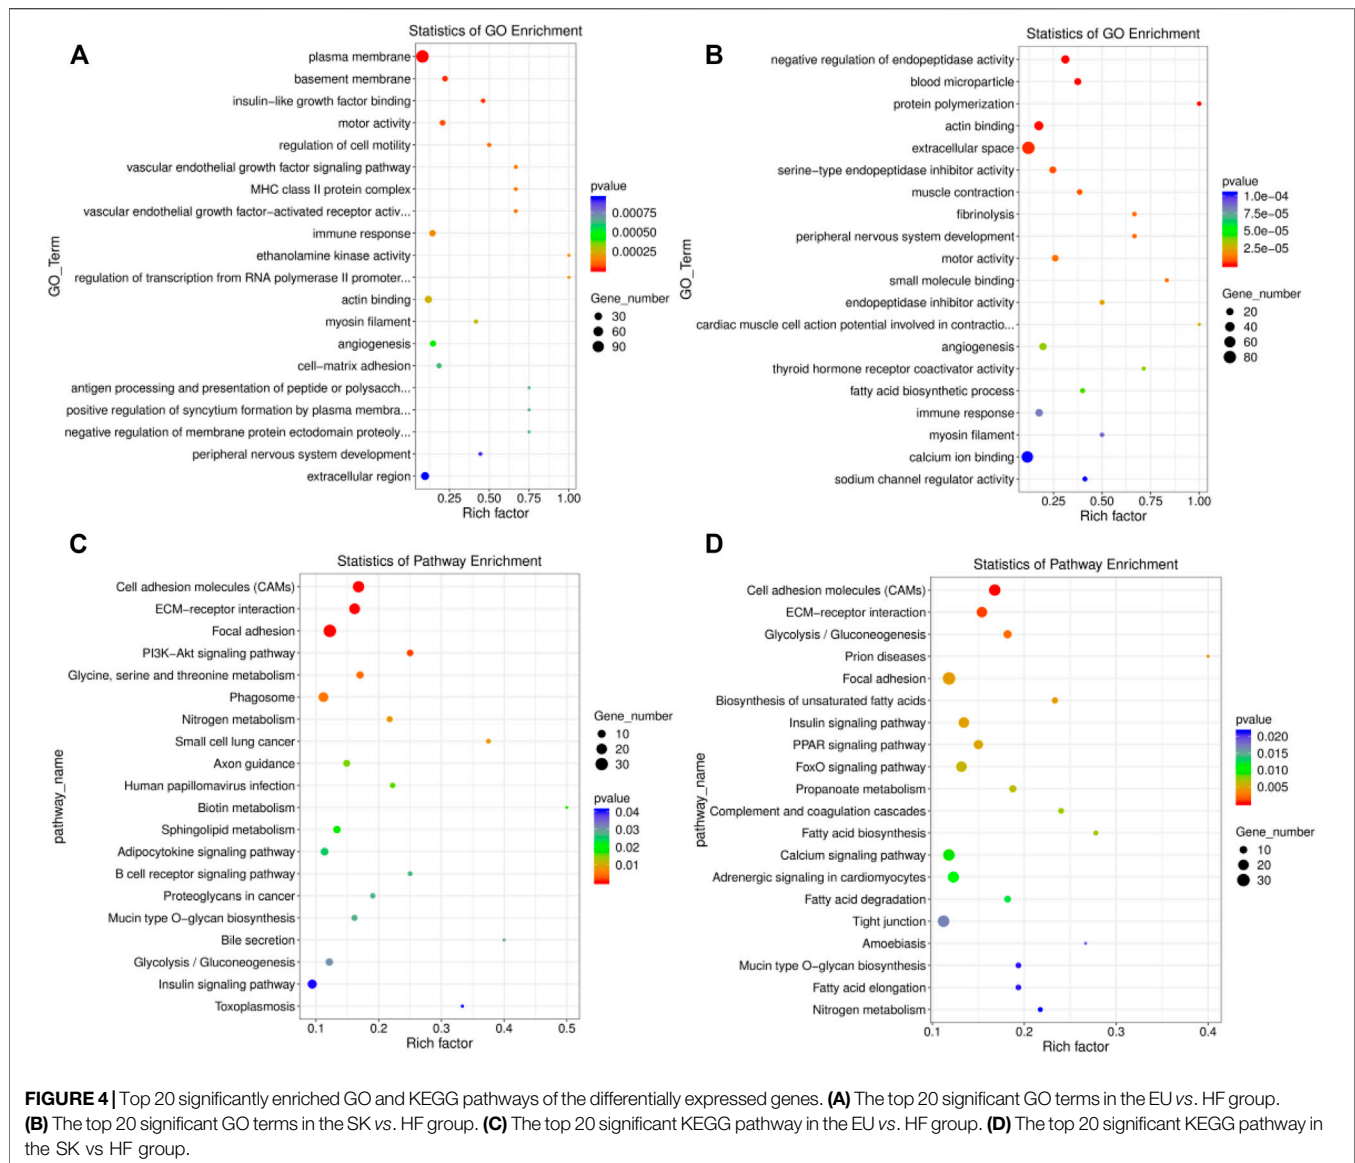 A
Statistics of GO Enrichment
plasma membrane
basement membrane
insulin−like growth factor binding
motor activity
regulation of cell motility
vascular endothelial growth factor signaling pathway
MHC class II protein complex
vascular endothelial growth factor−activated receptor activ...
immune response
ethanolamine kinase activity
regulation of transcription from RNA polymerase II promoter...
actin binding
myosin filament
angiogenesis
cell−matrix adhesion
antigen processing and presentation of peptide or polysacch...
positive regulation of syncytium formation by plasma membra...
negative regulation of membrane protein ectodomain proteoly...
peripheral nervous system development
extracellular region
GO_Term
0.25 0.50 0.75 1.00
Rich factor
pvalue
0.00075
0.00050
0.00025
Gene_number
30
60
90
B
Statistics of GO Enrichment
negative regulation of endopeptidase activity
blood microparticle
protein polymerization
actin binding
extracellular space
serine−type endopeptidase inhibitor activity
muscle contraction
fibrinolysis
peripheral nervous system development
motor activity
small molecule binding
endopeptidase inhibitor activity
cardiac muscle cell action potential involved in contractio...
angiogenesis
thyroid hormone receptor coactivator activity
fatty acid biosynthetic process
immune response
myosin filament
calcium ion binding
sodium channel regulator activity
GO_Term
0.25 0.50 0.75 1.00
Rich factor
pvalue
1.0e−04
7.5e−05
5.0e−05
2.5e−05
Gene_number
20
40
60
80
C
Statistics of Pathway Enrichment
Cell adhesion molecules (CAMs)
ECM−receptor interaction
Focal adhesion
PI3K−Akt signaling pathway
Glycine, serine and threonine metabolism
Phagosome
Nitrogen metabolism
Small cell lung cancer
Axon guidance
Human papillomavirus infection
Biotin metabolism
Sphingolipid metabolism
Adipocytokine signaling pathway
B cell receptor signaling pathway
Proteoglycans in cancer
Mucin type O−glycan biosynthesis
Bile secretion
Glycolysis / Gluconeogenesis
Insulin signaling pathway
Toxoplasmosis
pathway_name
0.1 0.2 0.3 0.4 0.5
Rich factor
Gene_number
10
20
30
pvalue
0.04
0.03
0.02
0.01
D
Statistics of Pathway Enrichment
Cell adhesion molecules (CAMs)
ECM−receptor interaction
Glycolysis / Gluconeogenesis
Prion diseases
Focal adhesion
Biosynthesis of unsaturated fatty acids
Insulin signaling pathway
PPAR signaling pathway
FoxO signaling pathway
Propanoate metabolism
Complement and coagulation cascades
Fatty acid biosynthesis
Calcium signaling pathway
Adrenergic signaling in cardiomyocytes
Fatty acid degradation
Tight junction
Amoebiasis
Mucin type O−glycan biosynthesis
Fatty acid elongation
Nitrogen metabolism
pathway_name
0.1 0.2 0.3 0.4
Rich factor
pvalue
0.020
0.015
0.010
0.005
Gene_number
10
20
30
FIGURE 4 | Top 20 significantly enriched GO and KEGG pathways of the differentially expressed genes. (A) The top 20 significant GO terms in the EU vs. HF group.
(B) The top 20 significant GO terms in the SK vs. HF group. (C) The top 20 significant KEGG pathway in the EU vs. HF group. (D) The top 20 significant KEGG pathway in
the SK vs HF group.